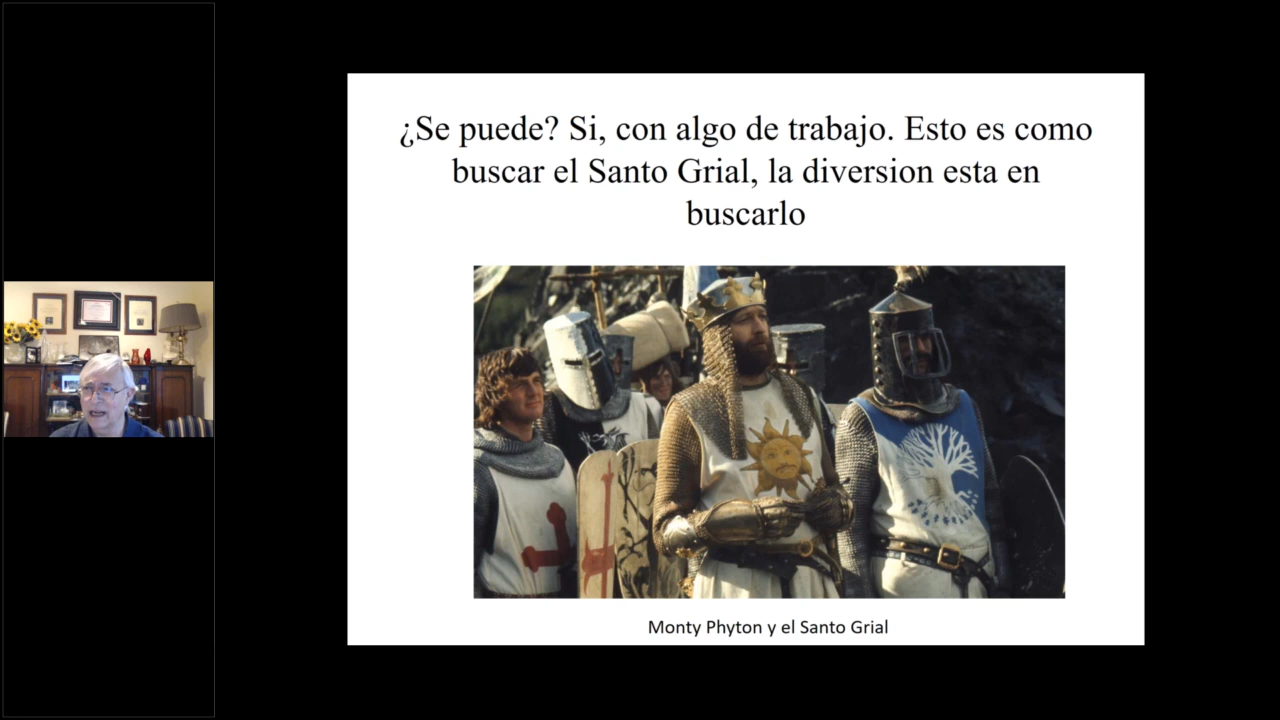 ¿Se puede? Si, con algo de trabajo. Esto es como
buscar el Santo Grial, la diversion esta en
buscarlo
Monty Phyton y el Santo Grial